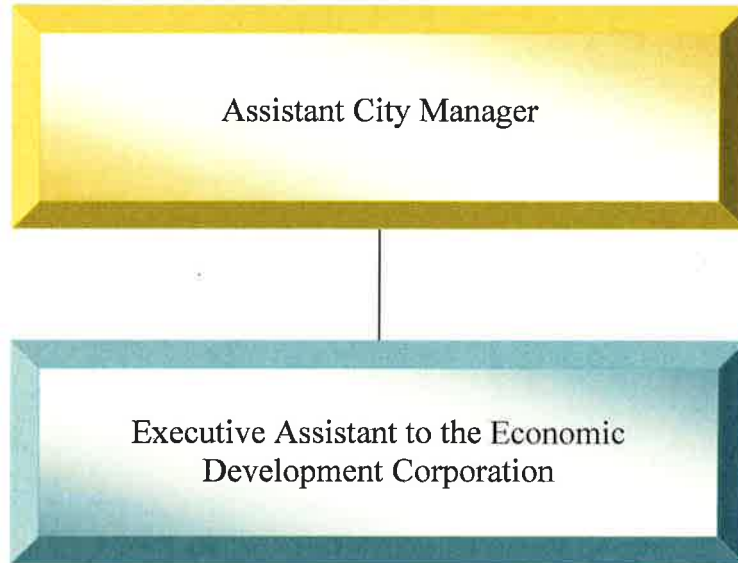 Assistant City Manager
Executive Assistant to the Economic
Development Corporation